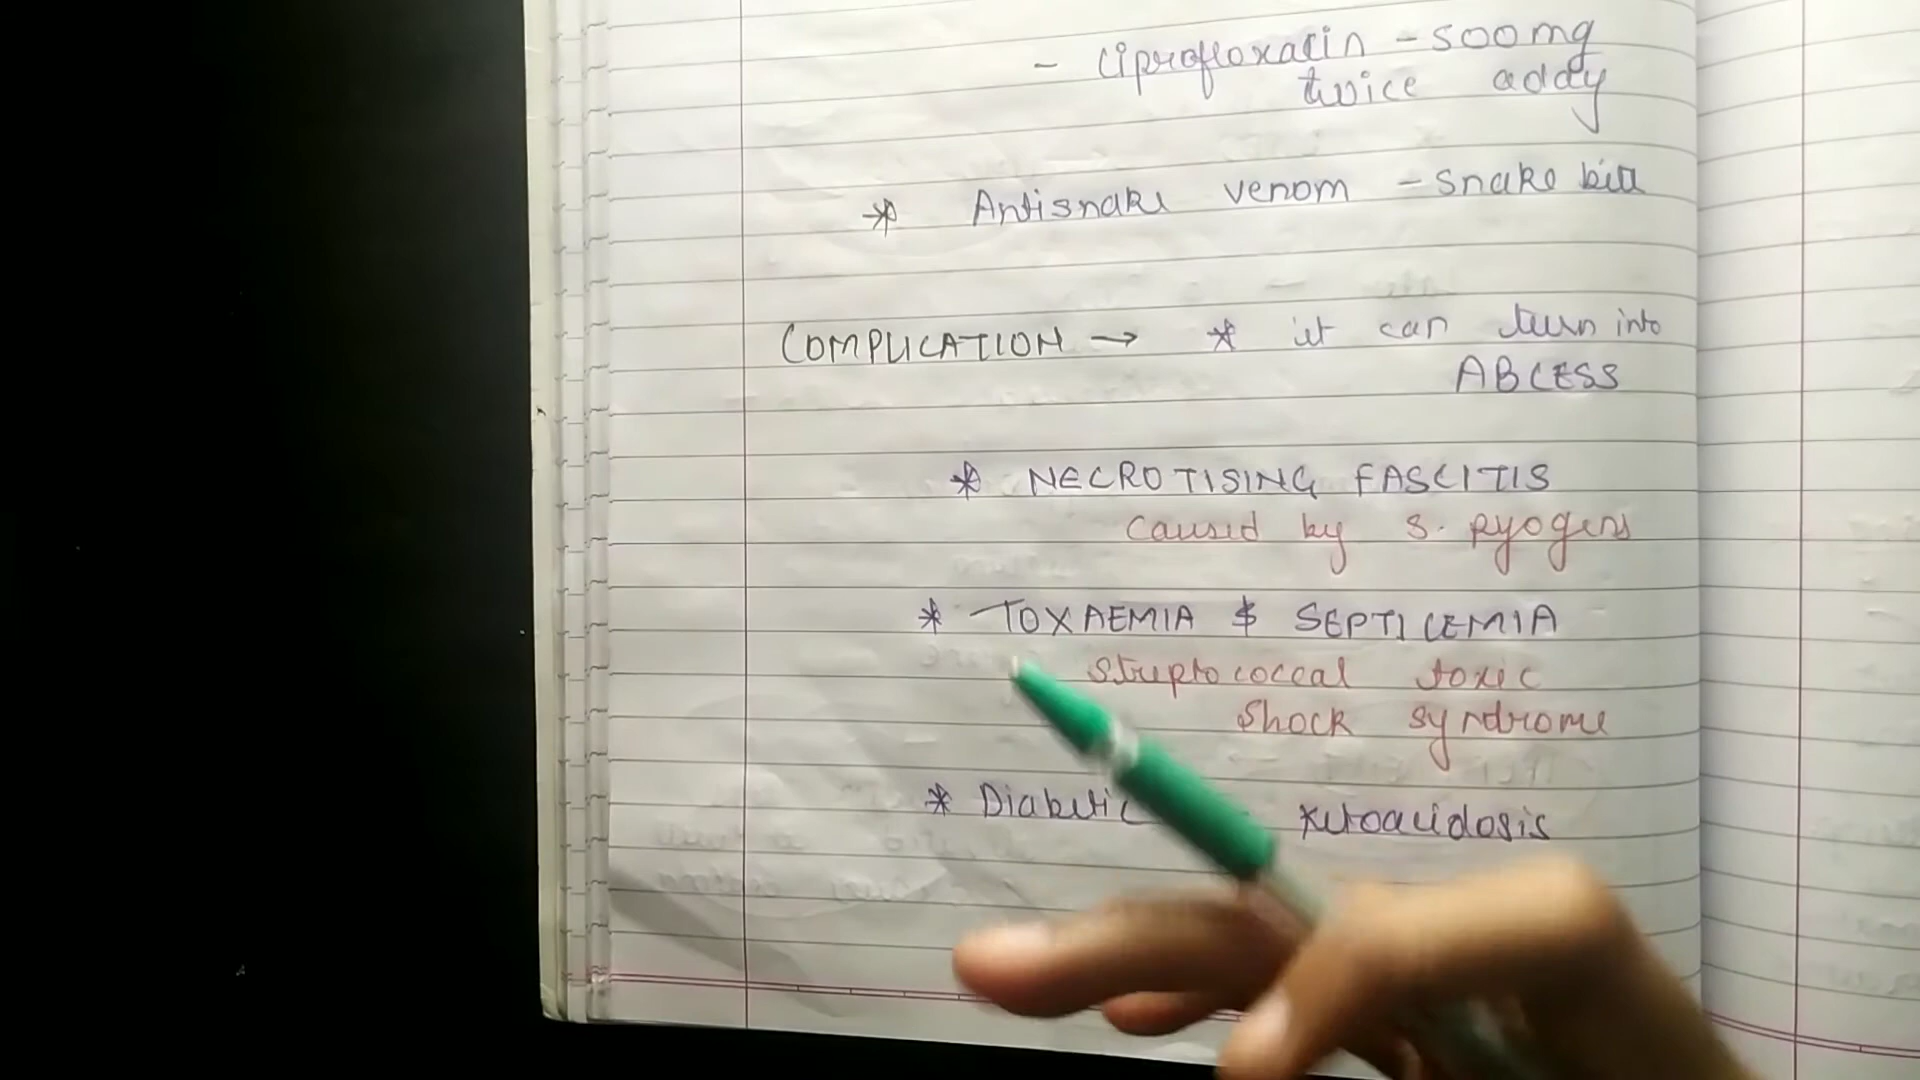 - Ciprofloxacin - 500mg
twice aday
* Antisnake venom - snake bite
COMPLICATION → * it can turn into
ABCESS
* NECROTISING FASCITIS
caused by S. pyogens
* TOXAEMIA & SEPTICEMIA
Streptococcal toxic
Shock syndrome
* Diabetic ketoacidosis